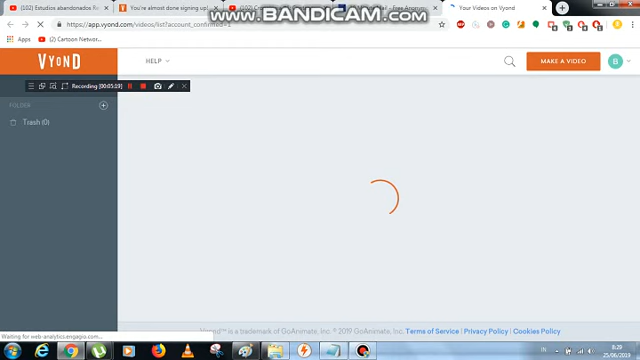 WWW.BANDICAM.COM
(102) Estudios abandonados R
You're almost done signing up!
Your Videos on Vyond
https://app.vyond.com/videos/list?account_confirmed=1
Apps
(2) Cartoon Networ...
VYOND
HELP
MAKE A VIDEO
B
Recording [00:05:19]
FOLDER
Trash (0)
Vyond™ is a trademark of GoAnimate, Inc. © 2019 GoAnimate, Inc. Terms of Service | Privacy Policy | Cookies Policy
Waiting for web-analytics.engagio.com...
IN
8:29
25/06/2019